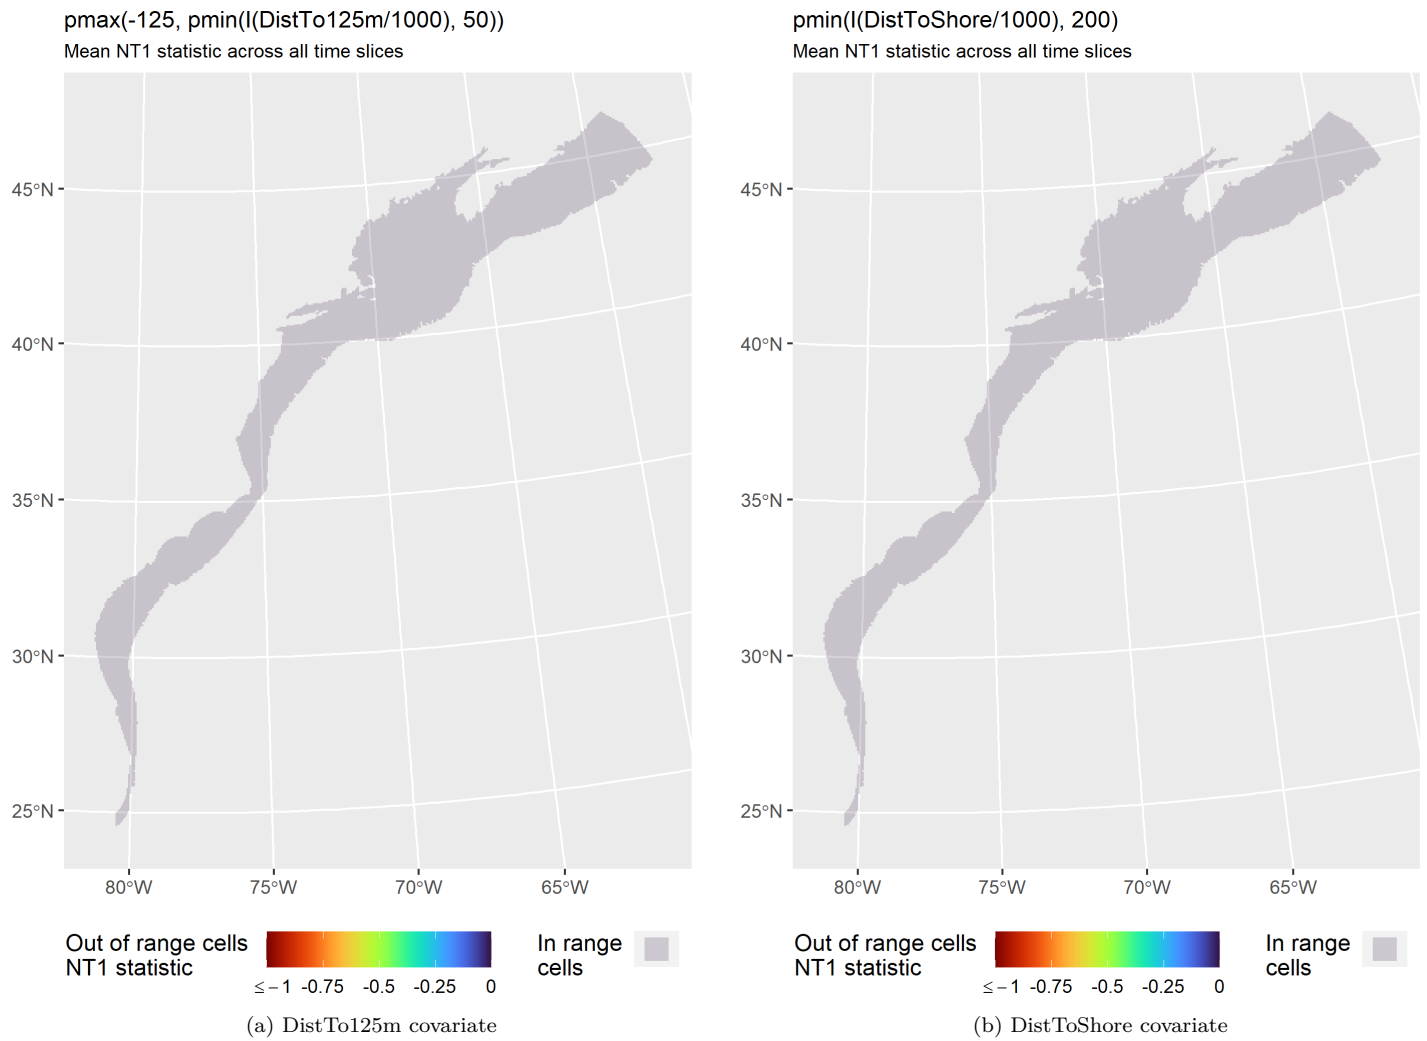 pmax(-125, pmin(I(DistTo125m/1000), 50))
Mean NT1 statistic across all time slices
45°N
40°N
35°N
30°N
25°N
80°W 75°W 70°W 65°W
Out of range cells
NT1 statistic
≤−1 -0.75 -0.5 -0.25 0
In range
cells
(a) DistTo125m covariate
pmin(I(DistToShore/1000), 200)
Mean NT1 statistic across all time slices
45°N
40°N
35°N
30°N
25°N
80°W 75°W 70°W 65°W
Out of range cells
NT1 statistic
≤−1 -0.75 -0.5 -0.25 0
In range
cells
(b) DistToShore covariate